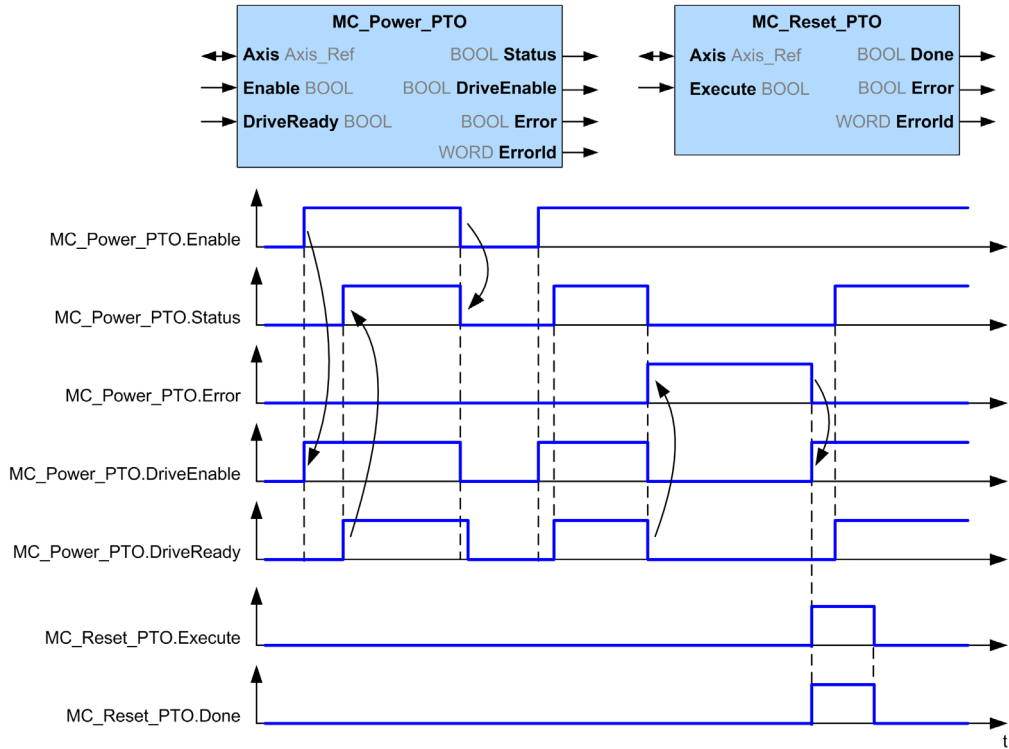 MC_Power_PTO
Axis Axis_Ref BOOL Status
Enable BOOL BOOL DriveEnable
DriveReady BOOL BOOL Error
WORD ErrorId
MC_Reset_PTO
Axis Axis_Ref BOOL Done
Execute BOOL BOOL Error
WORD ErrorId
MC_Power_PTO.Enable
MC_Power_PTO.Status
MC_Power_PTO.Error
MC_Power_PTO.DriveEnable
MC_Power_PTO.DriveReady
MC_Reset_PTO.Execute
MC_Reset_PTO.Done
t